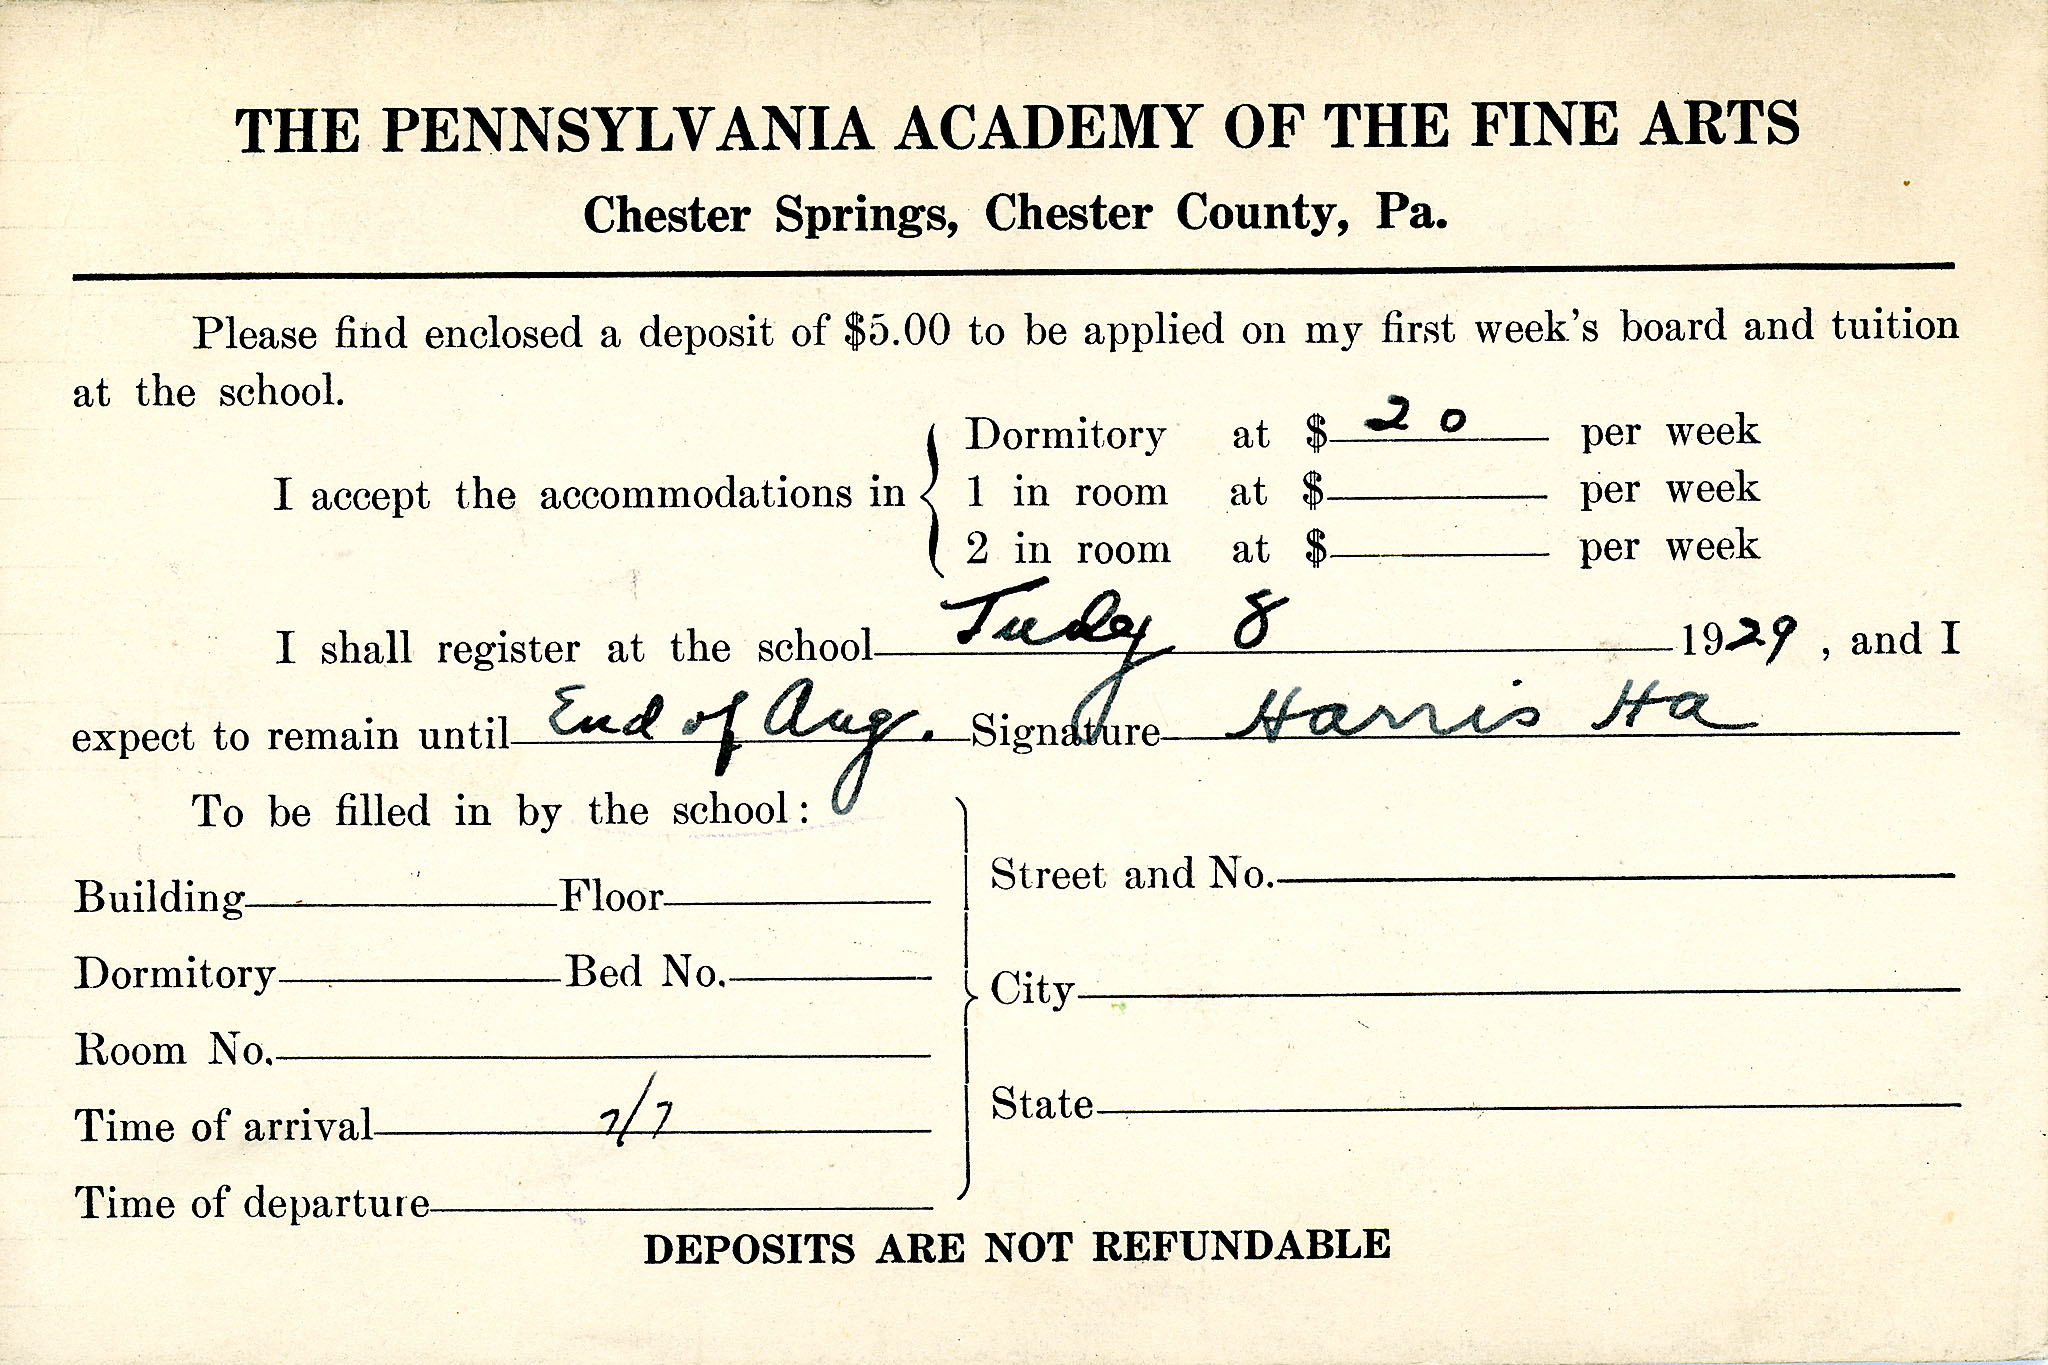 THE PENNSYLVANIA ACADEMY OF THE FINE ARTS
Chester Springs, Chester County, Pa.
Please find enclosed a deposit of $5.00 to be applied on my first week's board and tuition
at the school.
I accept the accommodations in
Dormitory at $ 20 per week
1 in room at $ per week
2 in room at $ per week
I shall register at the school July 8 1929, and I
expect to remain until End of Aug. Signature Harris Ha
To be filled in by the school:
Building Floor
Dormitory Bed No.
Room No.
Time of arrival 7/7
Time of departure
Street and No.
City
State
DEPOSITS ARE NOT REFUNDABLE